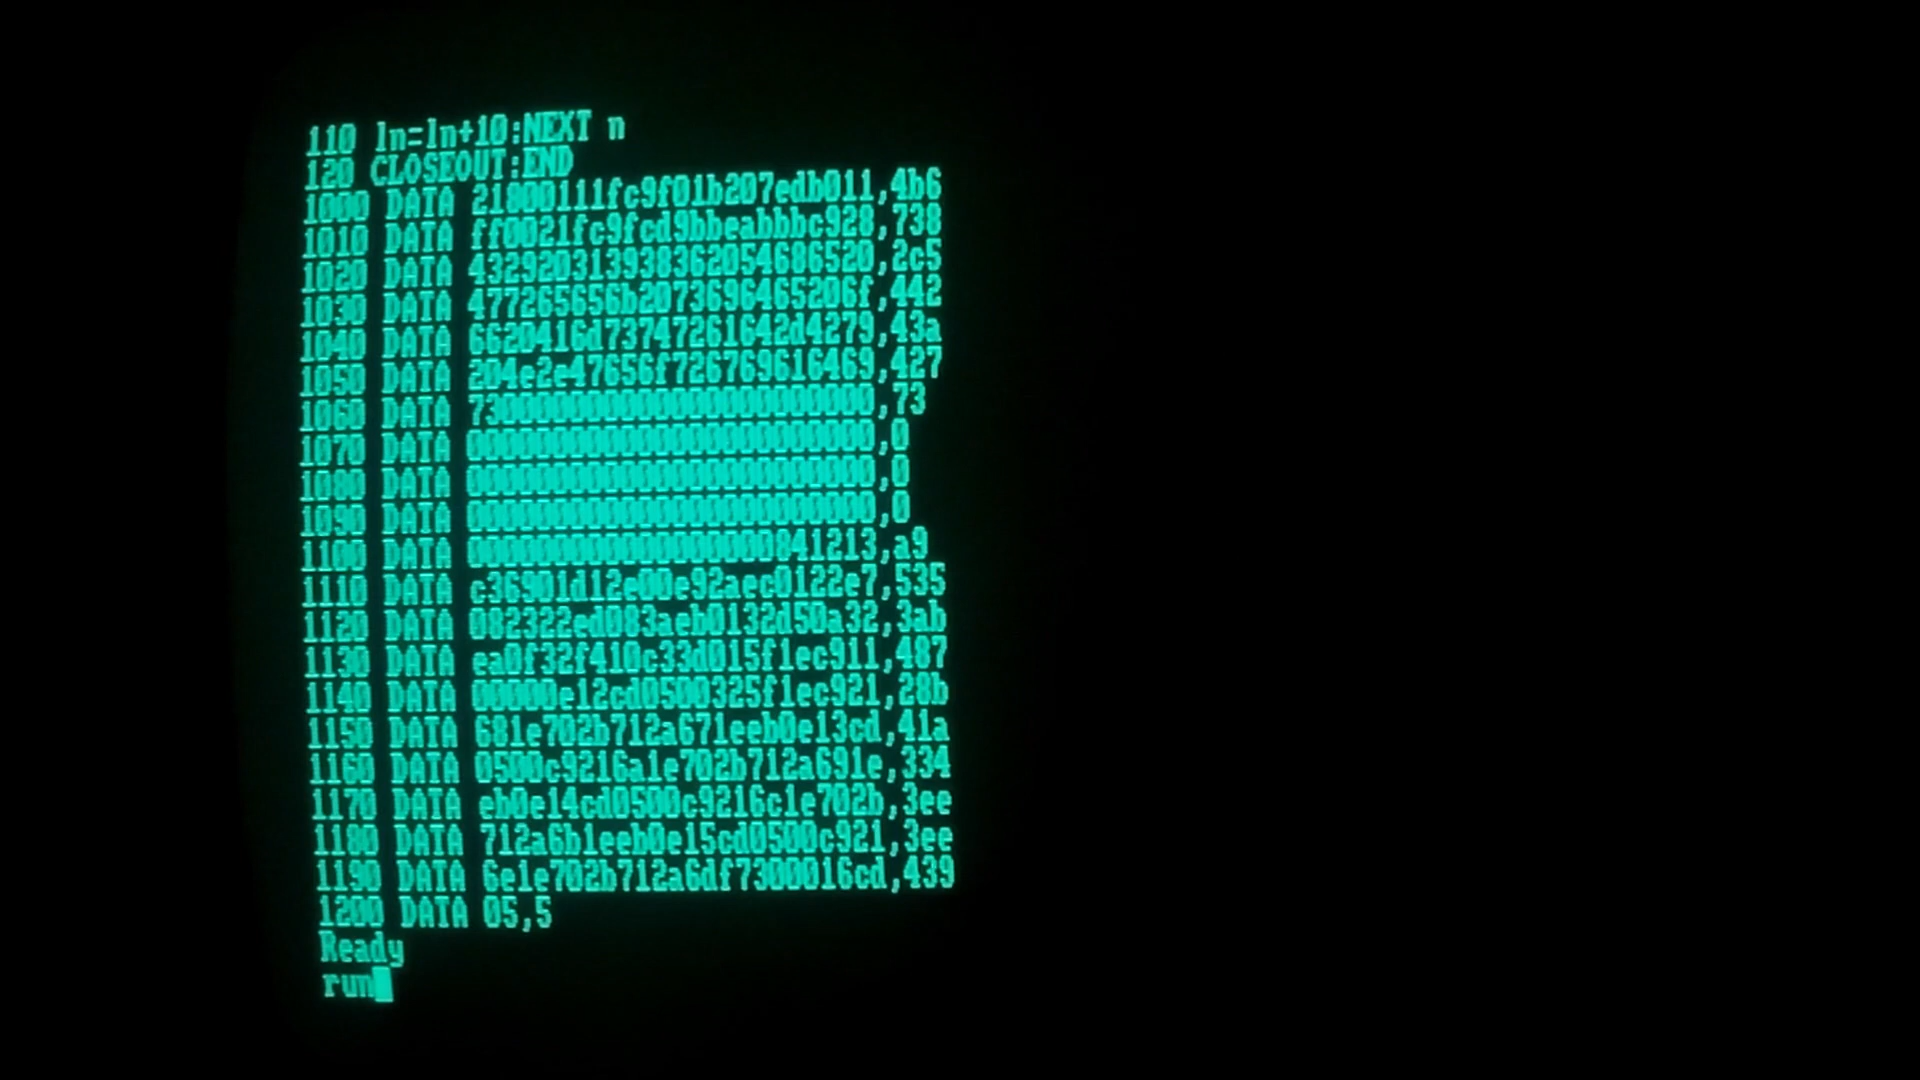 110 ln=ln+10:NEXT n
120 CLOSEOUT:END
1000 DATA 21800111fc9f01b207edb011,4b6
1010 DATA ff0021fc9fcd9bbeabbbc928,738
1020 DATA 432920313938362054686520,2c5
1030 DATA 477265656b2073696465206f,442
1040 DATA 6620416d73747261642d4279,43a
1050 DATA 204e2e47656f726769616469,427
1060 DATA 730000000000000000000000,73
1070 DATA 000000000000000000000000,0
1080 DATA 000000000000000000000000,0
1090 DATA 000000000000000000000000,0
1100 DATA 000000000000000000841213,a9
1110 DATA c36901d12e00e92aec0122e7,535
1120 DATA 082322ed083aeb0132d50a32,3ab
1130 DATA ea0f32f410c33d015f1ec911,487
1140 DATA 00000e12cd0500325f1ec921,28b
1150 DATA 681e702b712a671eeb0e13cd,41a
1160 DATA 0500c9216a1e702b712a691e,334
1170 DATA eb0e14cd0500c9216c1e702b,3ee
1180 DATA 712a6b1eeb0e15cd0500c921,3ee
1190 DATA 6e1e702b712a6df7300016cd,439
1200 DATA 05,5
Ready
run